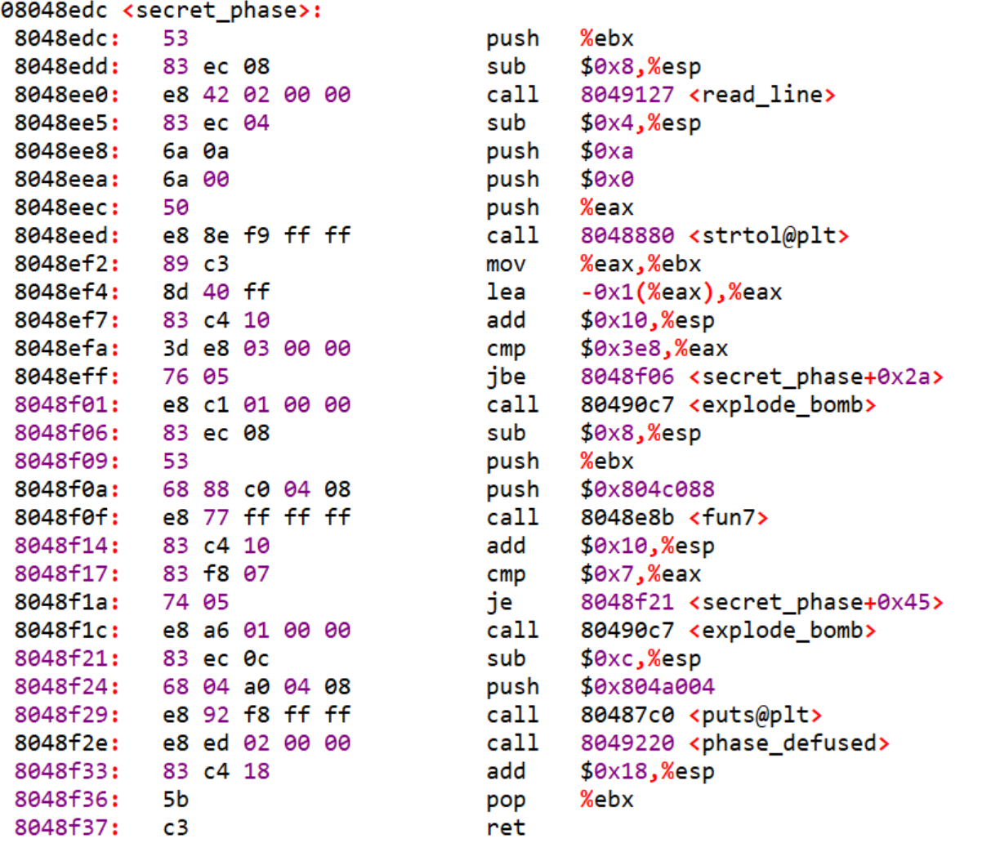 08048edc <secret_phase>:
8048edc: 53 push %ebx
8048edd: 83 ec 08 sub $0x8,%esp
8048ee0: e8 42 02 00 00 call 8049127 <read_line>
8048ee5: 83 ec 04 sub $0x4,%esp
8048ee8: 6a 0a push $0xa
8048eea: 6a 00 push $0x0
8048eec: 50 push %eax
8048eed: e8 8e f9 ff ff call 8048880 <strtol@plt>
8048ef2: 89 c3 mov %eax,%ebx
8048ef4: 8d 40 ff lea -0x1(%eax),%eax
8048ef7: 83 c4 10 add $0x10,%esp
8048efa: 3d e8 03 00 00 cmp $0x3e8,%eax
8048eff: 76 05 jbe 8048f06 <secret_phase+0x2a>
8048f01: e8 c1 01 00 00 call 80490c7 <explode_bomb>
8048f06: 83 ec 08 sub $0x8,%esp
8048f09: 53 push %ebx
8048f0a: 68 88 c0 04 08 push $0x804c088
8048f0f: e8 77 ff ff ff call 8048e8b <fun7>
8048f14: 83 c4 10 add $0x10,%esp
8048f17: 83 f8 07 cmp $0x7,%eax
8048f1a: 74 05 je 8048f21 <secret_phase+0x45>
8048f1c: e8 a6 01 00 00 call 80490c7 <explode_bomb>
8048f21: 83 ec 0c sub $0xc,%esp
8048f24: 68 04 a0 04 08 push $0x804a004
8048f29: e8 92 f8 ff ff call 80487c0 <puts@plt>
8048f2e: e8 ed 02 00 00 call 8049220 <phase_defused>
8048f33: 83 c4 18 add $0x18,%esp
8048f36: 5b pop %ebx
8048f37: c3 ret